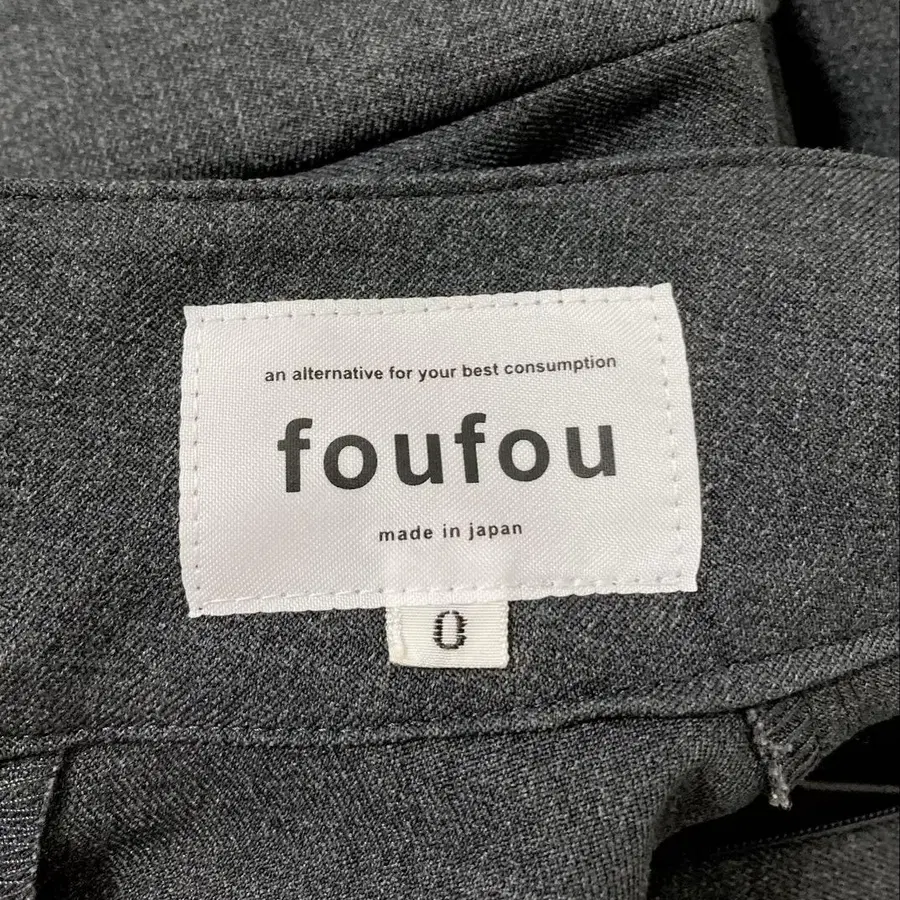 an alternative for your best consumption
foufou
made in japan
0